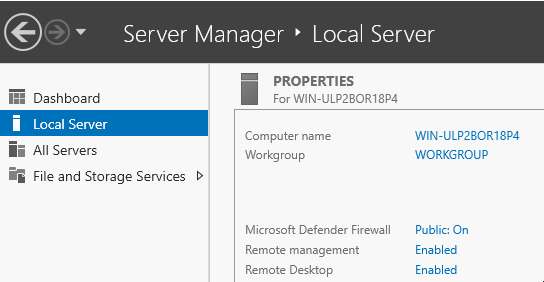 Server Manager ‣ Local Server
Dashboard
Local Server
All Servers
File and Storage Services
PROPERTIES
For WIN-ULP2BOR18P4
Computer name WIN-ULP2BOR18P4
Workgroup WORKGROUP
Microsoft Defender Firewall Public: On
Remote management Enabled
Remote Desktop Enabled